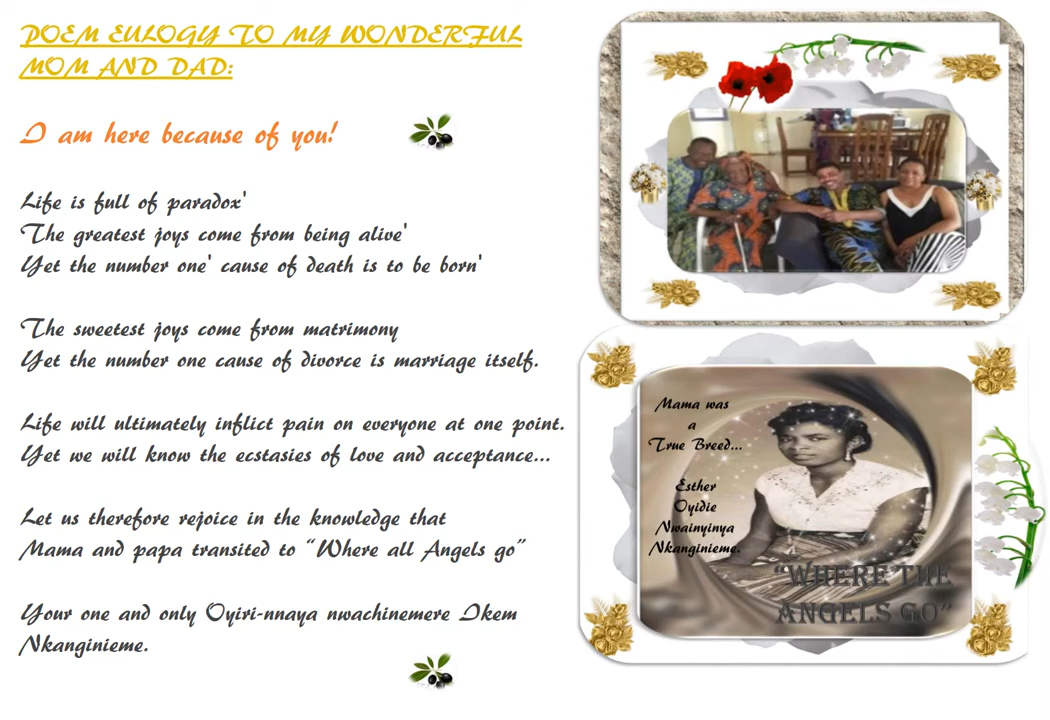 POEM EULOGY TO MY WONDERFUL
MOM AND DAD:
I am here because of you!
Life is full of paradox'
The greatest joys come from being alive'
Yet the number one' cause of death is to be born'
The sweetest joys come from matrimony
Yet the number one cause of divorce is marriage itself.
Life will ultimately inflict pain on everyone at one point.
Yet we will know the ecstasies of love and acceptance...
Let us therefore rejoice in the knowledge that
Mama and papa transited to “Where all Angels go”
Your one and only Oyiri-nnaya nwachinemere Ikem
Nkanginieme.
Mama was
a
True Breed...
Esther
Oyidie
Nwainyinya
Nkanginieme.
“WHERE THE
ANGELS GO”